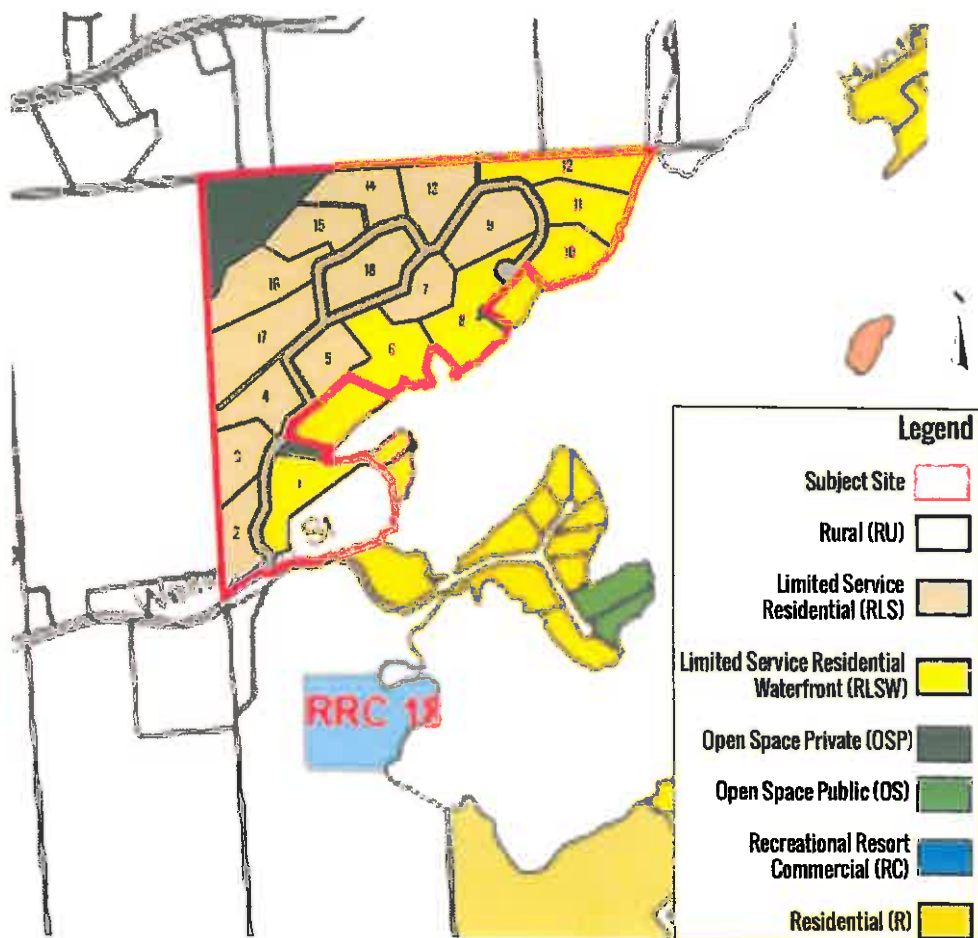 12
14
13
11
15
9
10
18
16
7
8
17
6
5
4
3
1
2
RRC 18
Legend
Subject Site
Rural (RU)
Limited Service
Residential (RLS)
Limited Service Residential
Waterfront (RLSW)
Open Space Private (OSP)
Open Space Public (OS)
Recreational Resort
Commercial (RC)
Residential (R)